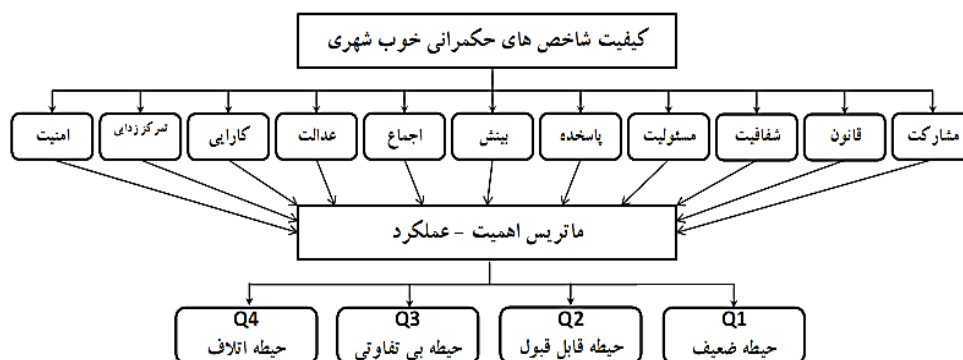 کیفیت شاخص های حکمرانی خوب شهری
مشارکت
قانون
شفافیت
مسئولیت
پاسخده
بینش
اجماع
عدالت
کارایی
تمرکززدایی
امنیت
ماتریس اهمیت – عملکرد
Q1
حیطه ضعیف
Q2
حیطه قابل قبول
Q3
حیطه بی تفاوتی
Q4
حیطه اتلاف